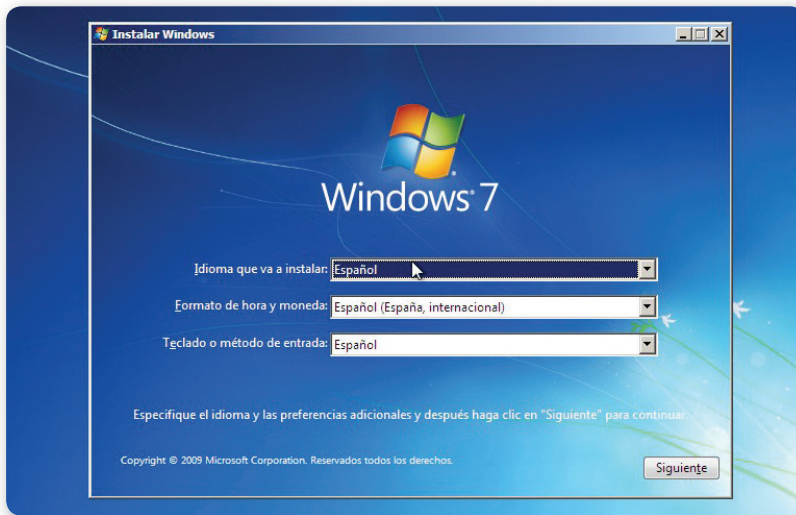 Instalar Windows
Windows® 7
Idioma que va a instalar: Español
Formato de hora y moneda: Español (España, internacional)
Teclado o método de entrada: Español
Especifique el idioma y las preferencias adicionales y después haga clic en "Siguiente" para continuar.
Copyright © 2009 Microsoft Corporation. Reservados todos los derechos.
Siguiente